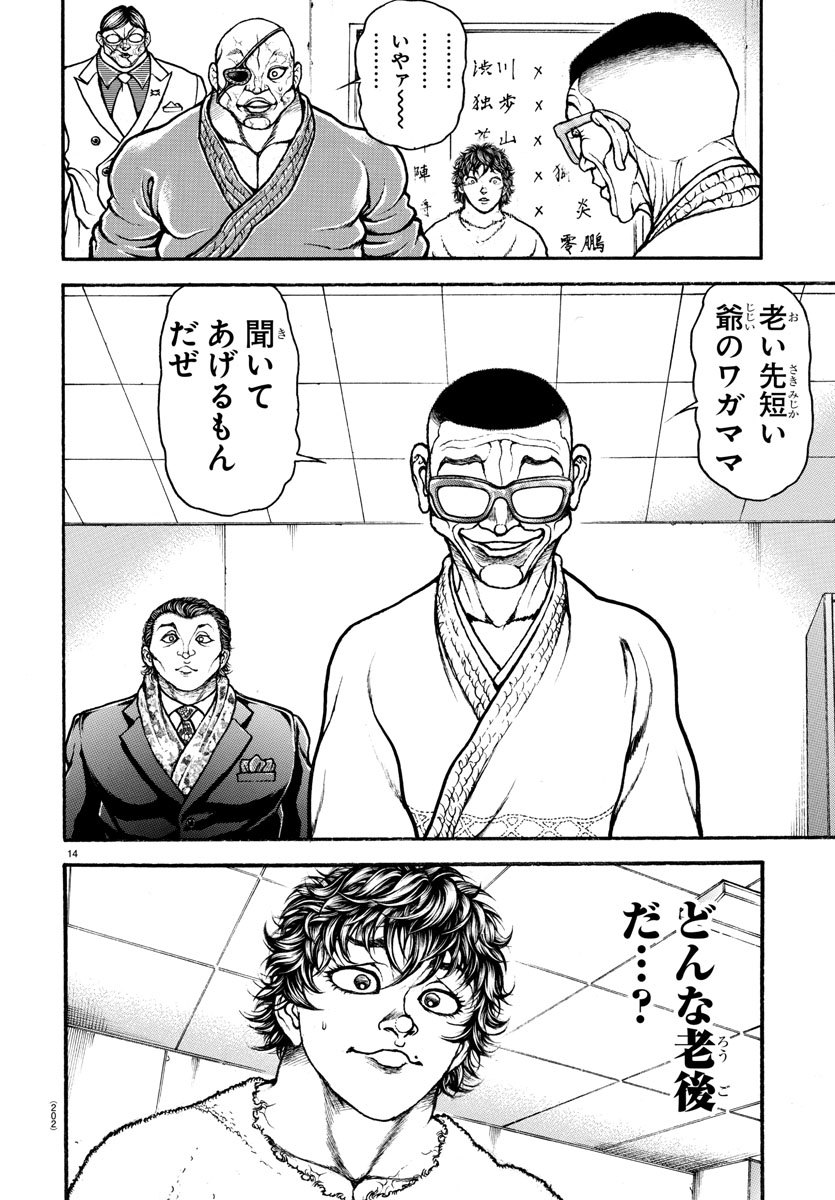 ………
………
いやァ〜〜
渋川×
独歩×
山×
×
×炎
零鵬
老い先短い
爺のワガママ
聞いて
あげるもん
だぜ
14
どんな老後
だ…?
(202)